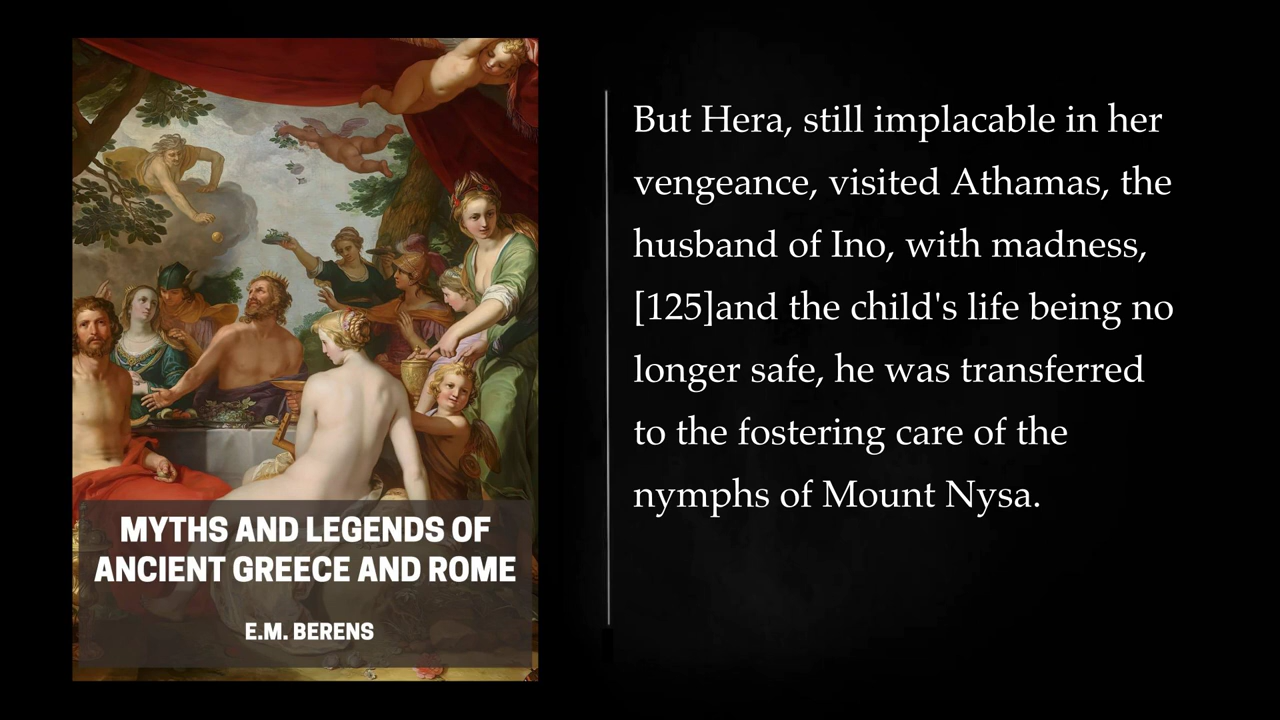 MYTHS AND LEGENDS OF
ANCIENT GREECE AND ROME
E.M. BERENS
But Hera, still implacable in her
vengeance, visited Athamas, the
husband of Ino, with madness,
[125]and the child's life being no
longer safe, he was transferred
to the fostering care of the
nymphs of Mount Nysa.